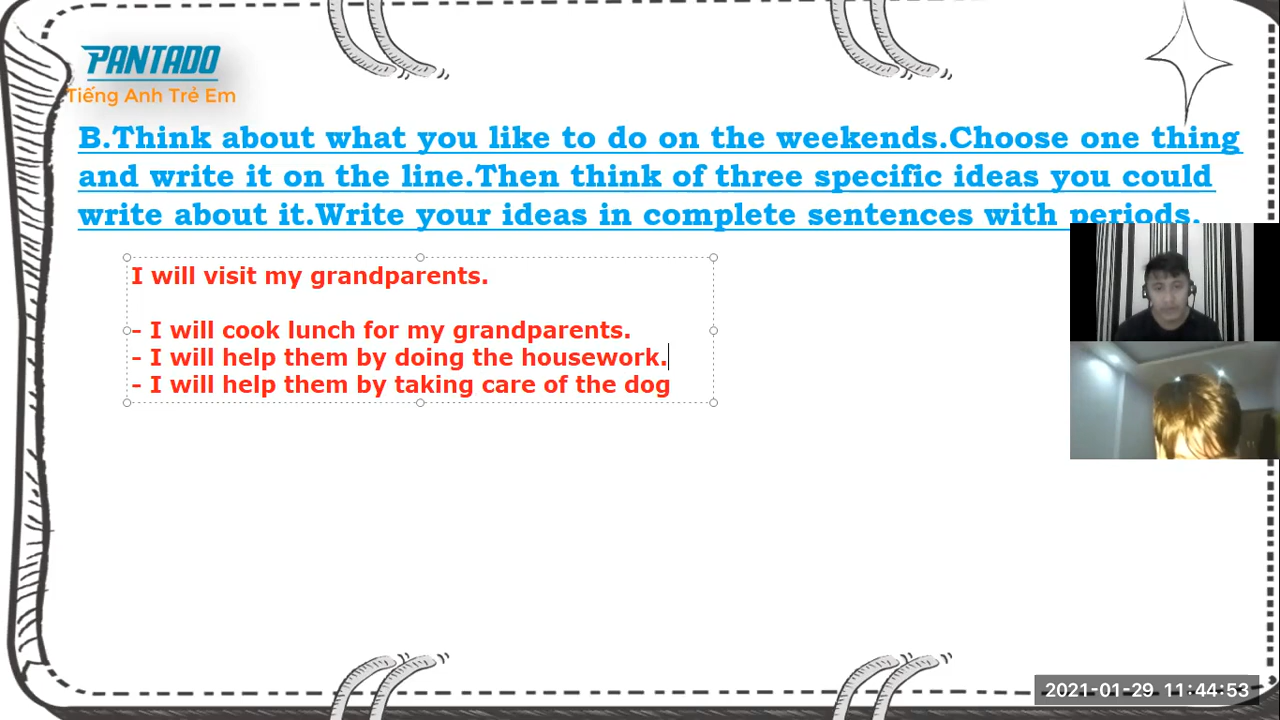 PANTADO
Tiếng Anh Trẻ Em
B.Think about what you like to do on the weekends.Choose one thing
and write it on the line.Then think of three specific ideas you could
write about it.Write your ideas in complete sentences with periods.
I will visit my grandparents.
- I will cook lunch for my grandparents.
- I will help them by doing the housework.
- I will help them by taking care of the dog
2021-01-29 11:44:53